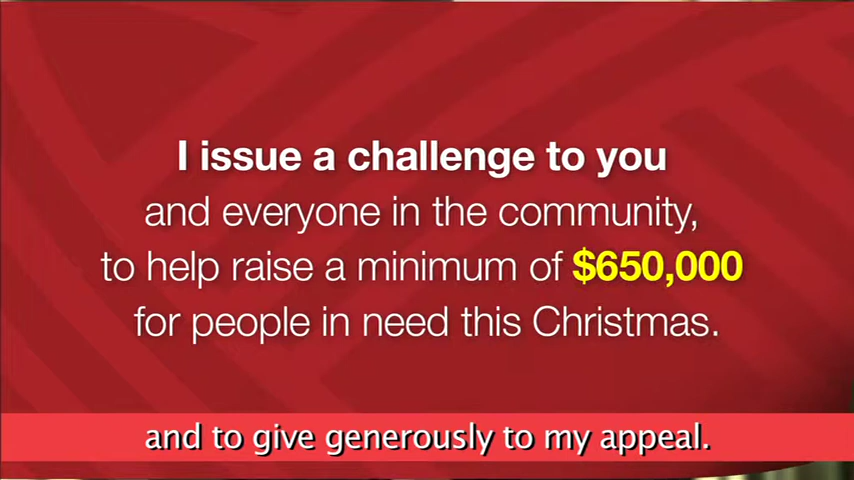 I issue a challenge to you
and everyone in the community,
to help raise a minimum of $650,000
for people in need this Christmas.
and to give generously to my appeal.